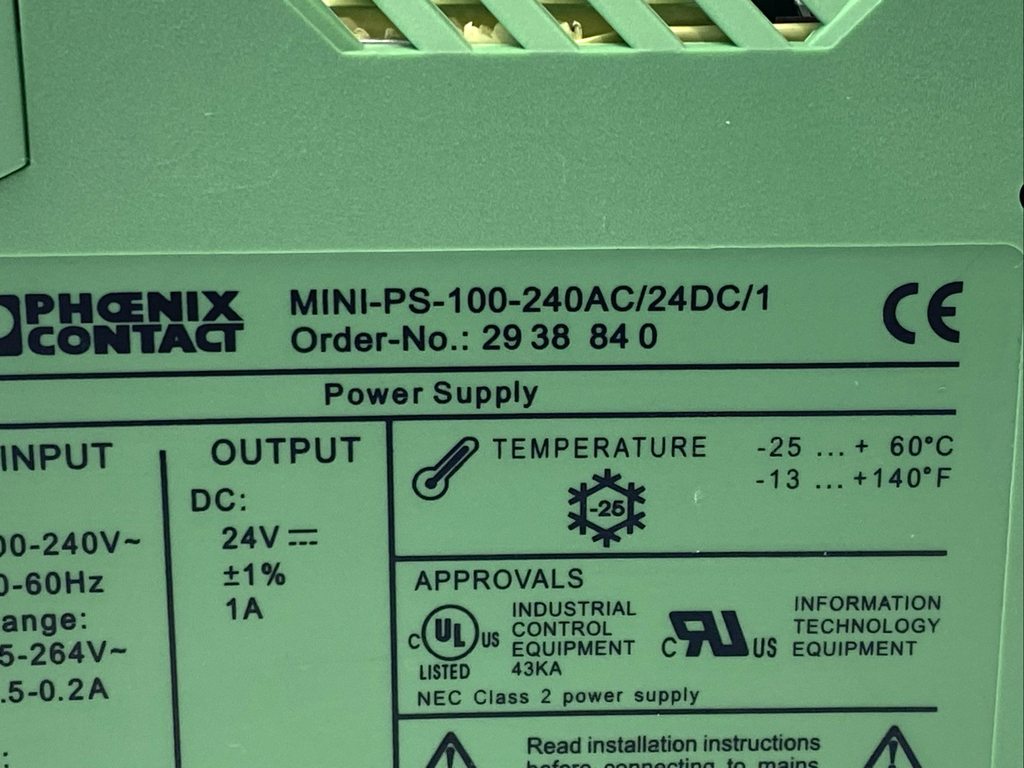 PHŒNIX
CONTACT
MINI-PS-100-240AC/24DC/1
Order-No.: 29 38 84 0
CE
Power Supply
INPUT
00-240V~
0-60Hz
ange:
5-264V~
.5-0.2A
:
OUTPUT
DC:
24V ⎓
±1%
1A
TEMPERATURE
-25 ... + 60°C
-13 ... +140°F
-25
APPROVALS
C UL US
LISTED
INDUSTRIAL
CONTROL
EQUIPMENT
43KA
C RU US
INFORMATION
TECHNOLOGY
EQUIPMENT
NEC Class 2 power supply
Read installation instructions
before connecting to mains